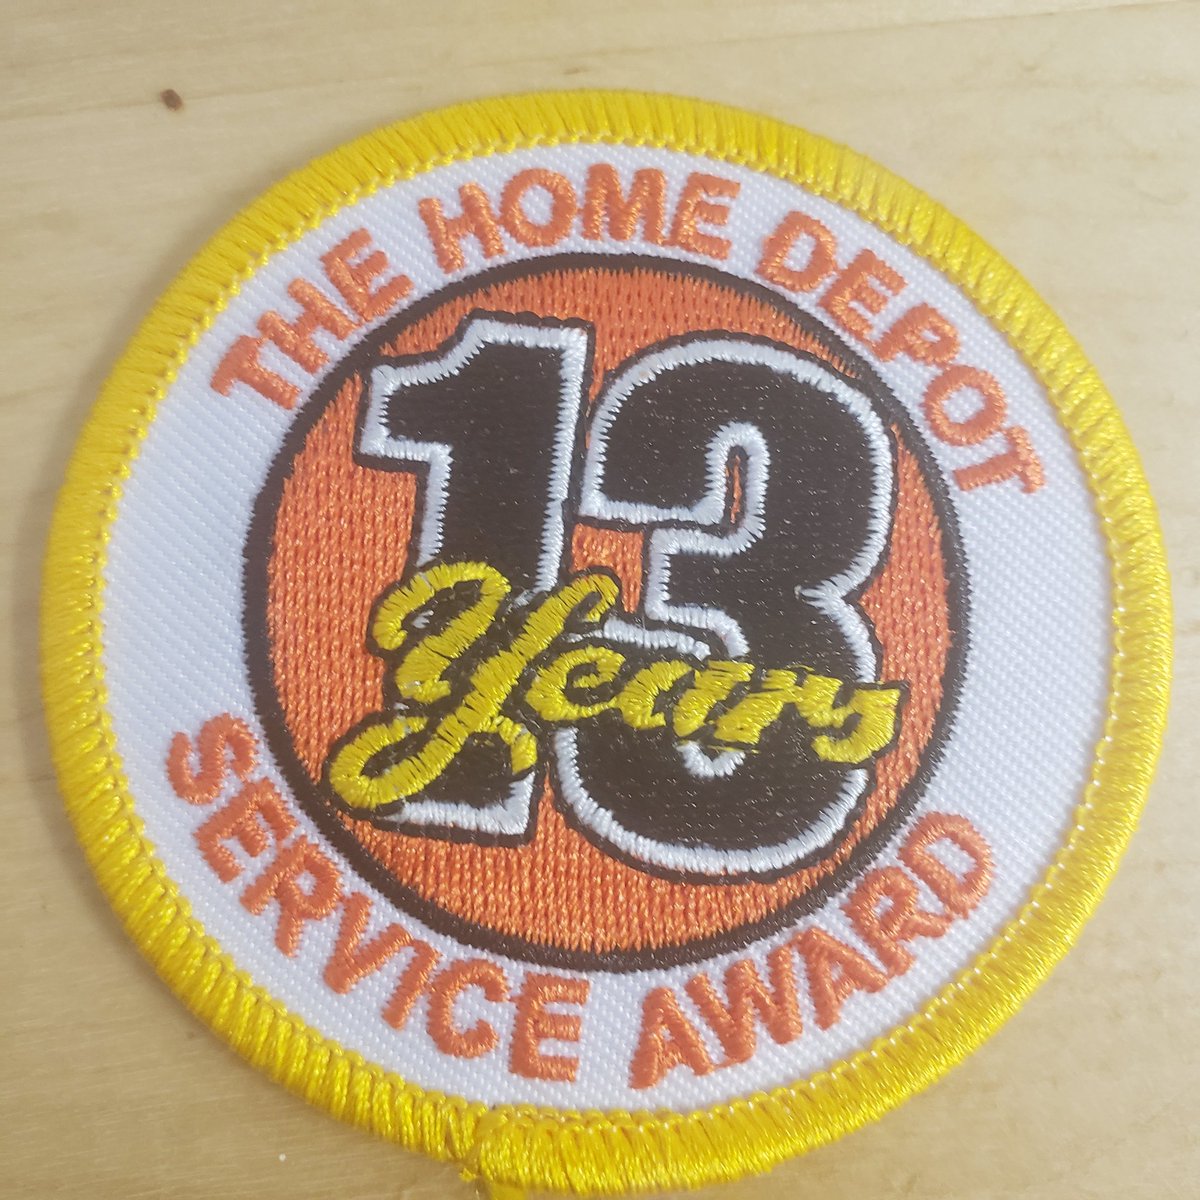 THE HOME DEPOT
13
Years
SERVICE AWARD